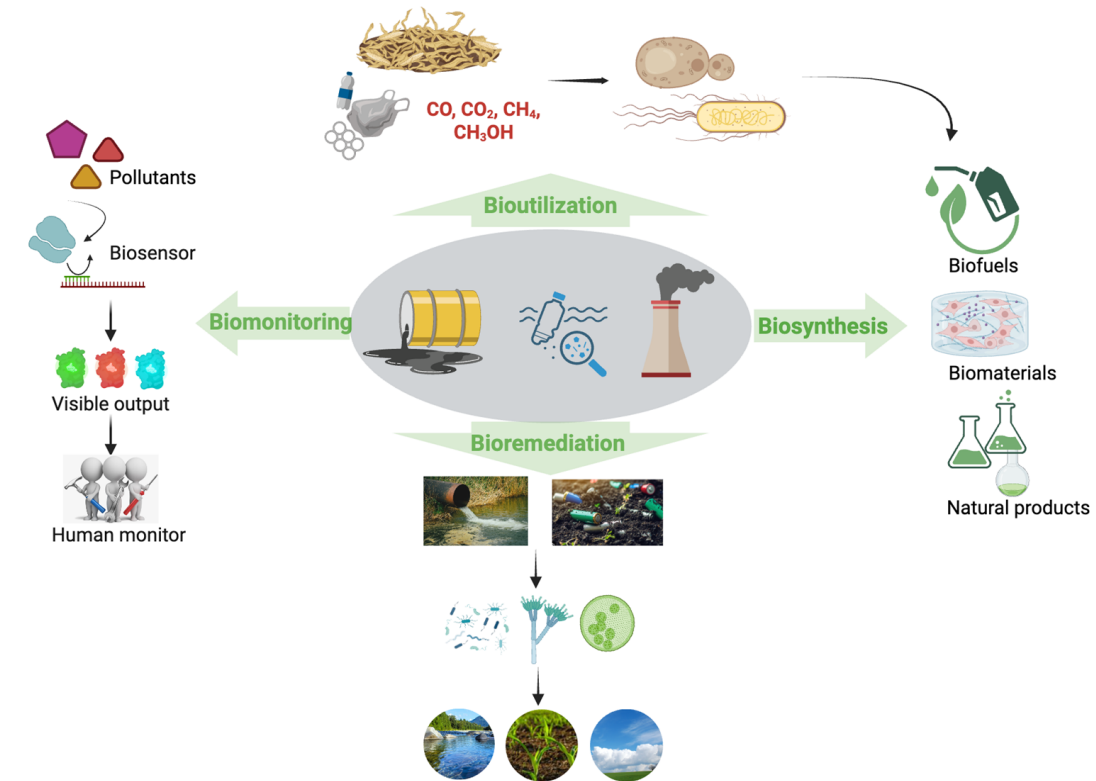 CO, CO₂, CH₄,
CH₃OH
Pollutants
Bioutilization
Biosensor
Biofuels
Biomonitoring
Biosynthesis
Biomaterials
Visible output
Bioremediation
Natural products
Human monitor